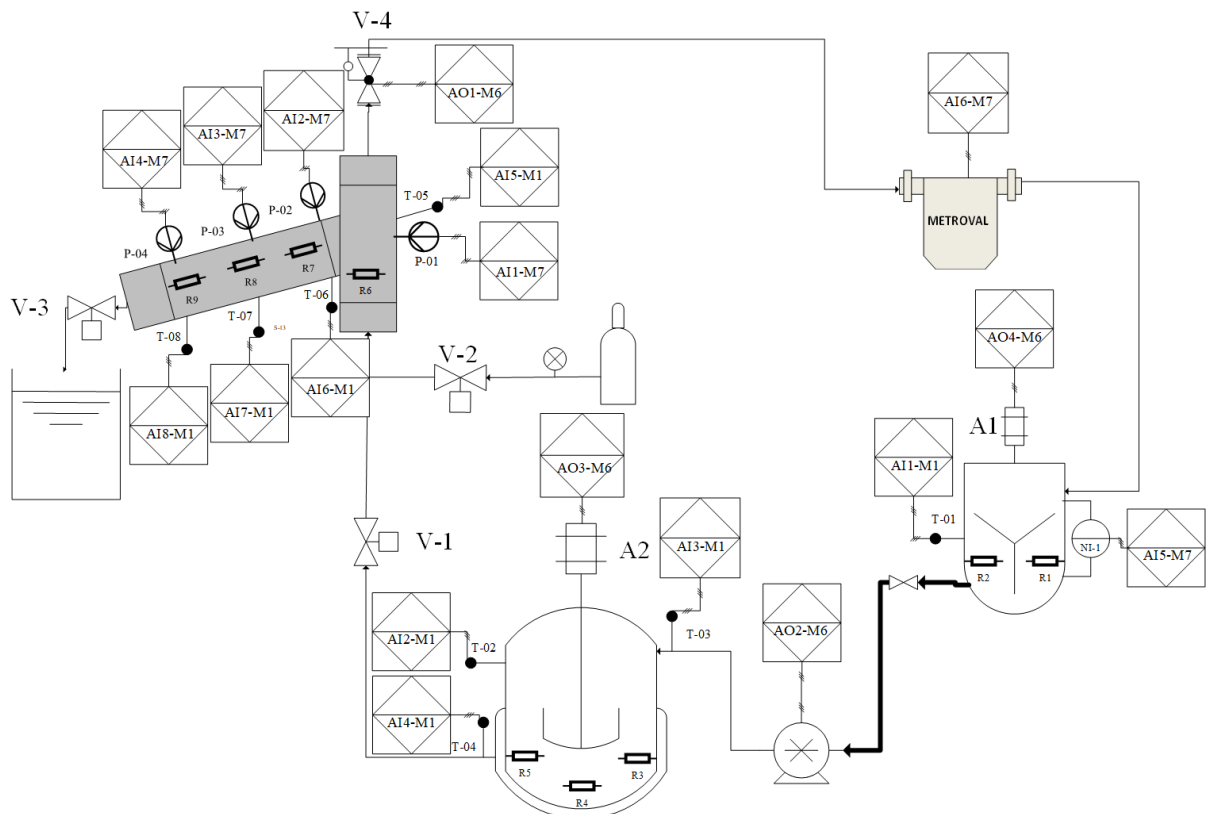 V-4
AO1-M6
AI6-M7
AI2-M7
AI3-M7
AI4-M7
AI5-M1
T-05
P-02
P-03
P-04
P-01
AI1-M7
METROVAL
R7
R8
R9
R6
T-06
T-07
T-08
S-13
V-3
V-2
AI6-M1
AI7-M1
AI8-M1
AO4-M6
A1
AI1-M1
T-01
AO3-M6
A2
AI3-M1
V-1
NI-1
AI5-M7
R2
R1
AI2-M1
T-02
T-03
AO2-M6
AI4-M1
T-04
R5
R3
R4